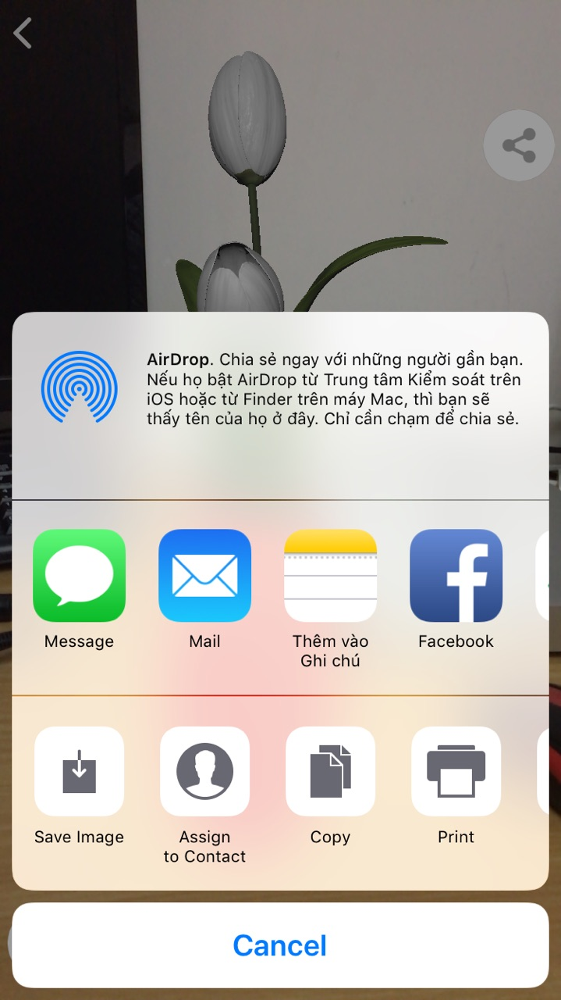 AirDrop. Chia sẻ ngay với những người gần bạn.
Nếu họ bật AirDrop từ Trung tâm Kiểm soát trên
iOS hoặc từ Finder trên máy Mac, thì bạn sẽ
thấy tên của họ ở đây. Chỉ cần chạm để chia sẻ.
Message
Mail
Thêm vào
Ghi chú
Facebook
Save Image
Assign
to Contact
Copy
Print
Cancel